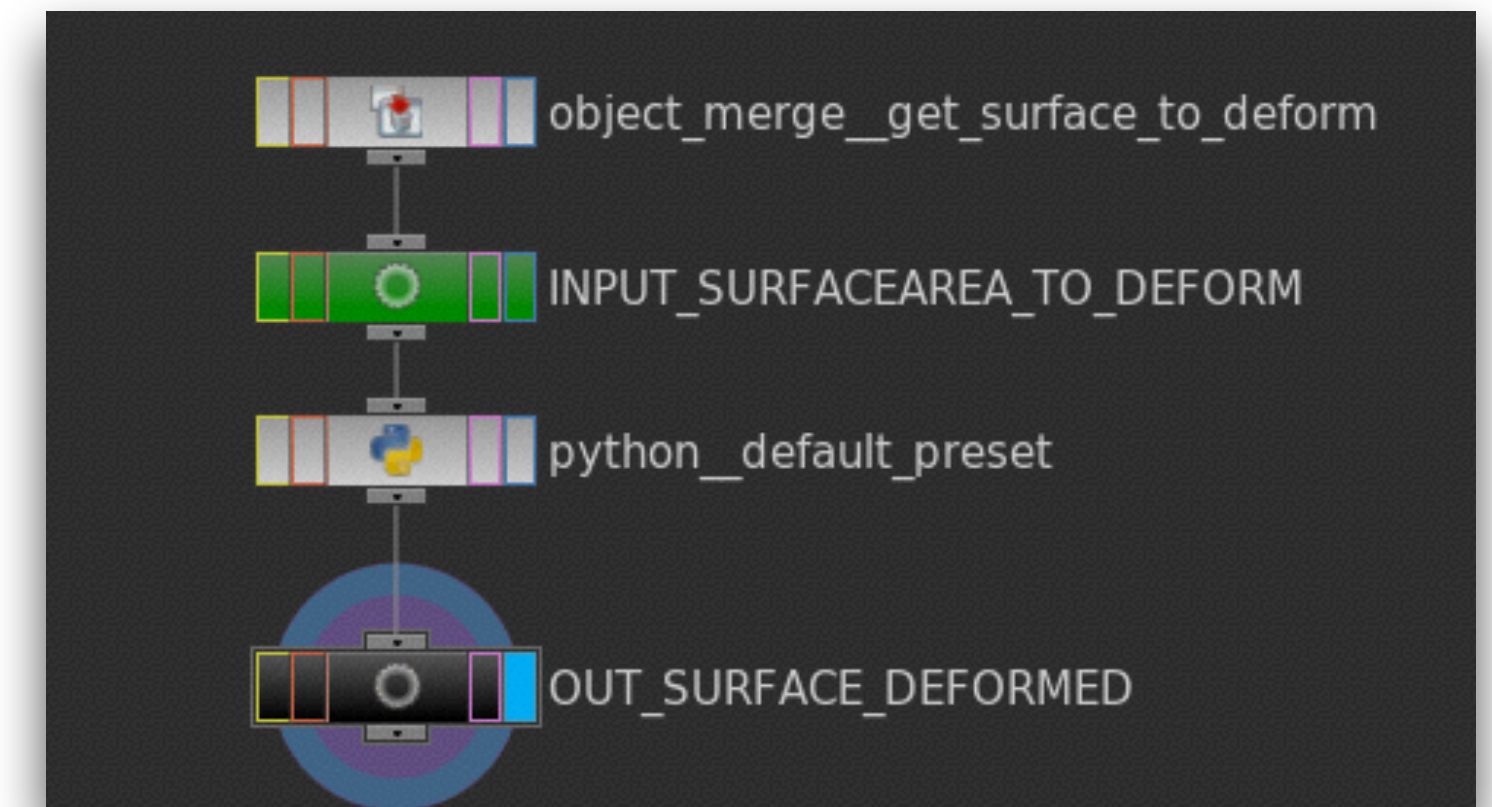 object_merge__get_surface_to_deform
INPUT_SURFACEAREA_TO_DEFORM
python__default_preset
OUT_SURFACE_DEFORMED